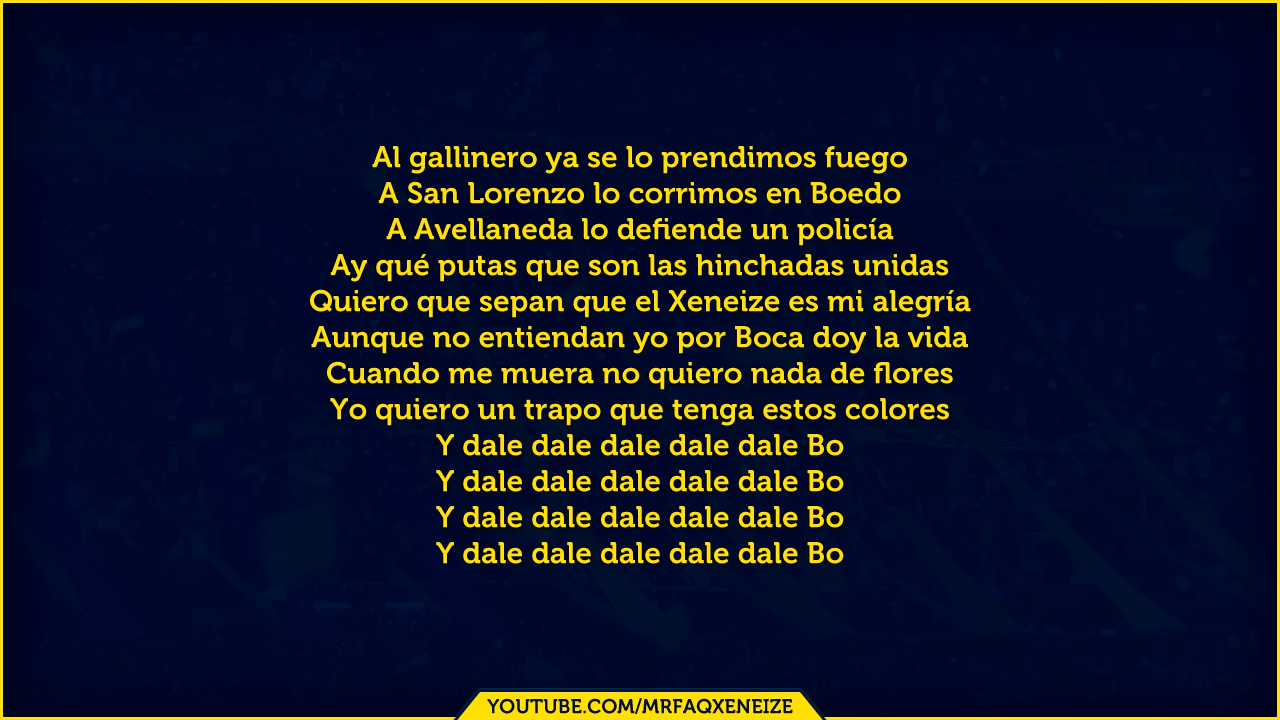 Al gallinero ya se lo prendimos fuego
A San Lorenzo lo corrimos en Boedo
A Avellaneda lo defiende un policía
Ay qué putas que son las hinchadas unidas
Quiero que sepan que el Xeneize es mi alegría
Aunque no entiendan yo por Boca doy la vida
Cuando me muera no quiero nada de flores
Yo quiero un trapo que tenga estos colores
Y dale dale dale dale dale Bo
Y dale dale dale dale dale Bo
Y dale dale dale dale dale Bo
Y dale dale dale dale dale Bo
YOUTUBE.COM/MRFAQXENEIZE